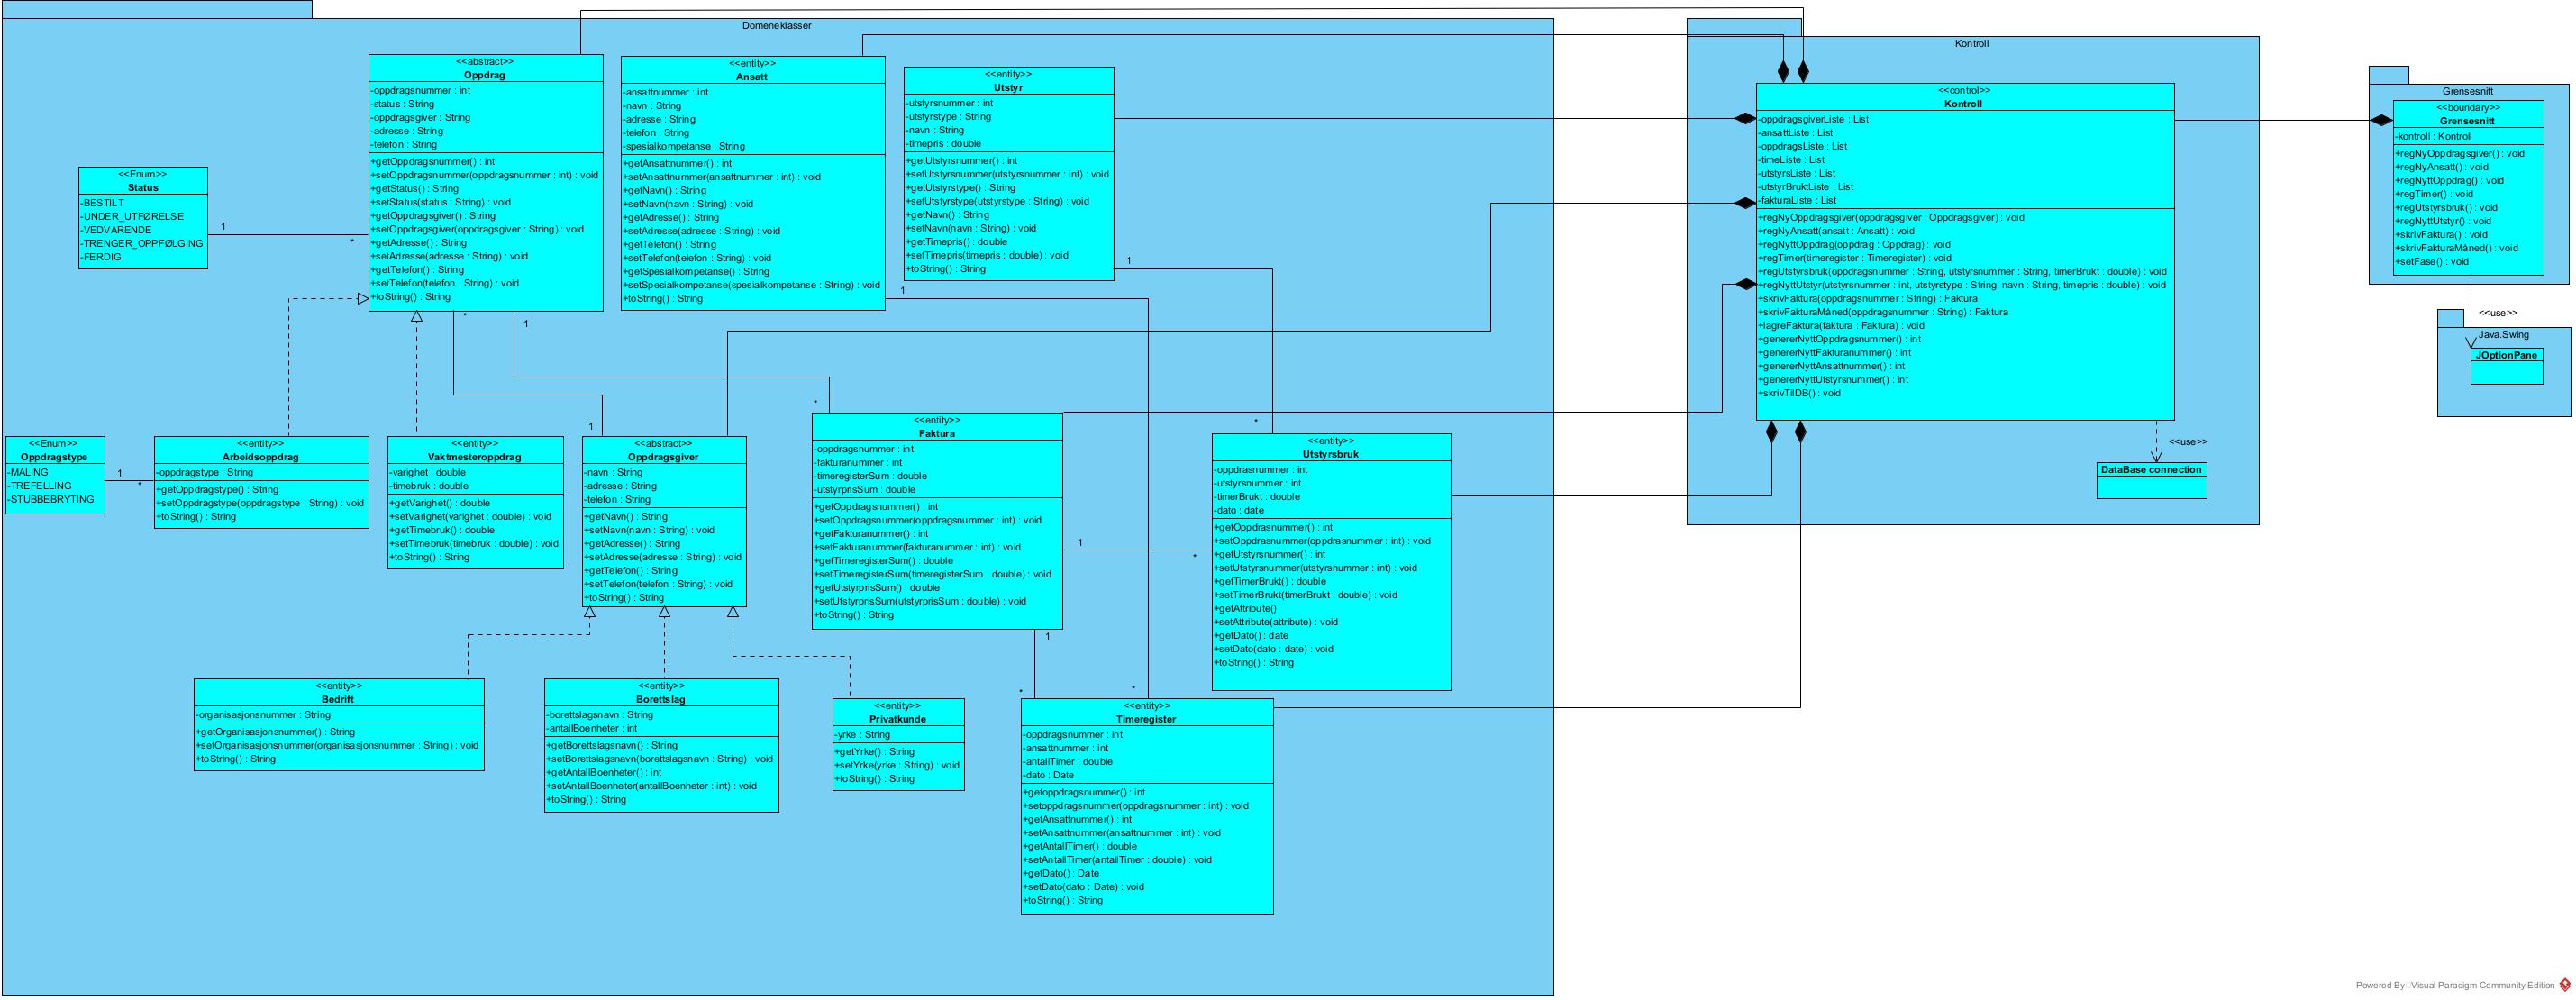 Domeneklasser
<<abstract>>
Oppdrag
-oppdragsnummer : int
-status : String
-oppdragsgiver : String
-adresse : String
-telefon : String
+getOppdragsnummer() : int
+setOppdragsnummer(oppdragsnummer : int) : void
+getStatus() : String
+setStatus(status : String) : void
+getOppdragsgiver() : String
+setOppdragsgiver(oppdragsgiver : String) : void
+getAdresse() : String
+setAdresse(adresse : String) : void
+getTelefon() : String
+setTelefon(telefon : String) : void
+toString() : String
<<entity>>
Ansatt
-ansattnummer : int
-navn : String
-adresse : String
-telefon : String
-spesialkompetanse : String
+getAnsattnummer() : int
+setAnsattnummer(ansattnummer : int) : void
+getNavn() : String
+setNavn(navn : String) : void
+getAdresse() : String
+setAdresse(adresse : String) : void
+getTelefon() : String
+setTelefon(telefon : String) : void
+getSpesialkompetanse() : String
+setSpesialkompetanse(spesialkompetanse : String) : void
+toString() : String
<<entity>>
Utstyr
-utstyrsnummer : int
-utstyrstype : String
-navn : String
-timepris : double
+getUtstyrsnummer() : int
+setUtstyrsnummer(utstyrsnummer : int) : void
+getUtstyrstype() : String
+setUtstyrstype(utstyrstype : String) : void
+getNavn() : String
+setNavn(navn : String) : void
+getTimepris() : double
+setTimepris(timepris : double) : void
+toString() : String
<<Enum>>
Status
-BESTILT
-UNDER_UTFØRELSE
-VEDVARENDE
-TRENGER_OPPFØLGING
-FERDIG
1
*
*
1
1
1
<<Enum>>
Oppdragstype
-MALING
-TREFELLING
-STUBBEBRYTING
1
*
<<entity>>
Arbeidsoppdrag
-oppdragstype : String
+getOppdragstype() : String
+setOppdragstype(oppdragstype : String) : void
+toString() : String
<<entity>>
Vaktmesteroppdrag
-varighet : double
-timebruk : double
+getVarighet() : double
+setVarighet(varighet : double) : void
+getTimebruk() : double
+setTimebruk(timebruk : double) : void
+toString() : String
1
<<abstract>>
Oppdragsgiver
-navn : String
-adresse : String
-telefon : String
+getNavn() : String
+setNavn(navn : String) : void
+getAdresse() : String
+setAdresse(adresse : String) : void
+getTelefon() : String
+setTelefon(telefon : String) : void
+toString() : String
*
<<entity>>
Faktura
-oppdragsnummer : int
-fakturanummer : int
-timeregisterSum : double
-utstyrprisSum : double
+getOppdragsnummer() : int
+setOppdragsnummer(oppdragsnummer : int) : void
+getFakturanummer() : int
+setFakturanummer(fakturanummer : int) : void
+getTimeregisterSum() : double
+setTimeregisterSum(timeregisterSum : double) : void
+getUtstyrprisSum() : double
+setUtstyrprisSum(utstyrprisSum : double) : void
+toString() : String
1
*
1
*
<<entity>>
Utstyrsbruk
-oppdrasnummer : int
-utstyrsnummer : int
-timerBrukt : double
-dato : date
+getOppdrasnummer() : int
+setOppdrasnummer(oppdrasnummer : int) : void
+getUtstyrsnummer() : int
+setUtstyrsnummer(utstyrsnummer : int) : void
+getTimerBrukt() : double
+setTimerBrukt(timerBrukt : double) : void
+getAttribute()
+setAttribute(attribute) : void
+getDato() : date
+setDato(dato : date) : void
+toString() : String
<<entity>>
Bedrift
-organisasjonsnummer : String
+getOrganisasjonsnummer() : String
+setOrganisasjonsnummer(organisasjonsnummer : String) : void
+toString() : String
<<entity>>
Borettslag
-borettslagsnavn : String
-antallBoenheter : int
+getBorettslagsnavn() : String
+setBorettslagsnavn(borettslagsnavn : String) : void
+getAntallBoenheter() : int
+setAntallBoenheter(antallBoenheter : int) : void
+toString() : String
<<entity>>
Privatkunde
-yrke : String
+getYrke() : String
+setYrke(yrke : String) : void
+toString() : String
*
*
<<entity>>
Timeregister
-oppdragsnummer : int
-ansattnummer : int
-antallTimer : double
-dato : Date
+getoppdragsnummer() : int
+setoppdragsnummer(oppdragsnummer : int) : void
+getAnsattnummer() : int
+setAnsattnummer(ansattnummer : int) : void
+getAntallTimer() : double
+setAntallTimer(antallTimer : double) : void
+getDato() : Date
+setDato(dato : Date) : void
+toString() : String
Kontroll
<<control>>
Kontroll
-oppdragsgiverListe : List
-ansattListe : List
-oppdragsListe : List
-timeListe : List
-utstyrsListe : List
-utstyrBruktListe : List
-fakturaListe : List
+regNyOppdragsgiver(oppdragsgiver : Oppdragsgiver) : void
+regNyAnsatt(ansatt : Ansatt) : void
+regNyttOppdrag(oppdrag : Oppdrag) : void
+regTimer(timeregister : Timeregister) : void
+regUtstyrsbruk(oppdragsnummer : String, utstyrsnummer : String, timerBrukt : double) : void
+regNyttUtstyr(utstyrsnummer : int, utstyrstype : String, navn : String, timepris : double) : void
+skrivFaktura(oppdragsnummer : String) : Faktura
+skrivFakturaMåned(oppdragsnummer : String) : Faktura
+lagreFaktura(faktura : Faktura) : void
+genererNyttOppdragsnummer() : int
+genererNyttFakturanummer() : int
+genererNyttAnsattnummer() : int
+genererNyttUtstyrsnummer() : int
+skrivTilDB() : void
<<use>>
DataBase connection
Grensesnitt
<<boundary>>
Grensesnitt
-kontroll : Kontroll
+regNyOppdragsgiver() : void
+regNyAnsatt() : void
+regNyttOppdrag() : void
+regTimer() : void
+regUtstyrsbruk() : void
+regNyttUtstyr() : void
+skrivFaktura() : void
+skrivFakturaMåned() : void
+setFase() : void
<<use>>
Java.Swing
JOptionPane
Powered By Visual Paradigm Community Edition